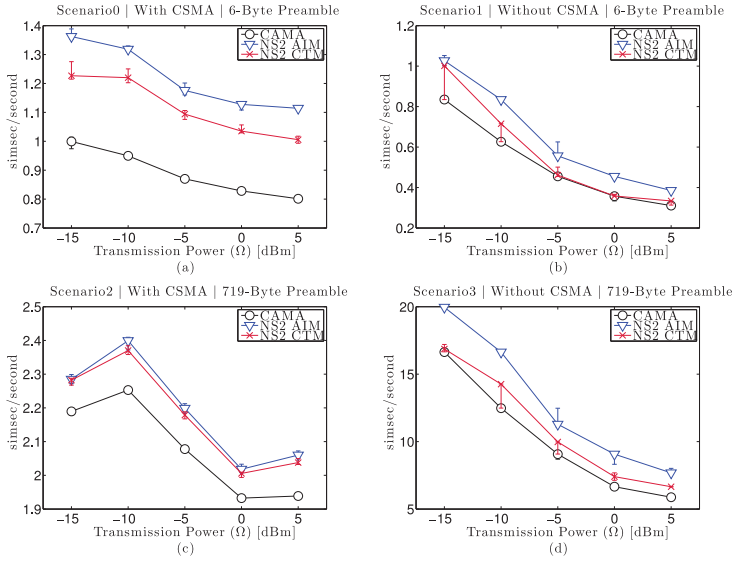 Scenario0 | With CSMA | 6-Byte Preamble
1.4
1.3
1.2
1.1
1
0.9
0.8
0.7
simsec/second
CAMA
NS2 AIM
NS2 CTM
−15 −10 −5 0 5
Transmission Power (Ω) [dBm]
(a)
Scenario1 | Without CSMA | 6-Byte Preamble
1.2
1
0.8
0.6
0.4
0.2
simsec/second
CAMA
NS2 AIM
NS2 CTM
−15 −10 −5 0 5
Transmission Power (Ω) [dBm]
(b)
Scenario2 | With CSMA | 719-Byte Preamble
2.5
2.4
2.3
2.2
2.1
2
1.9
simsec/second
CAMA
NS2 AIM
NS2 CTM
−15 −10 −5 0 5
Transmission Power (Ω) [dBm]
(c)
Scenario3 | Without CSMA | 719-Byte Preamble
20
15
10
5
simsec/second
CAMA
NS2 AIM
NS2 CTM
−15 −10 −5 0 5
Transmission Power (Ω) [dBm]
(d)